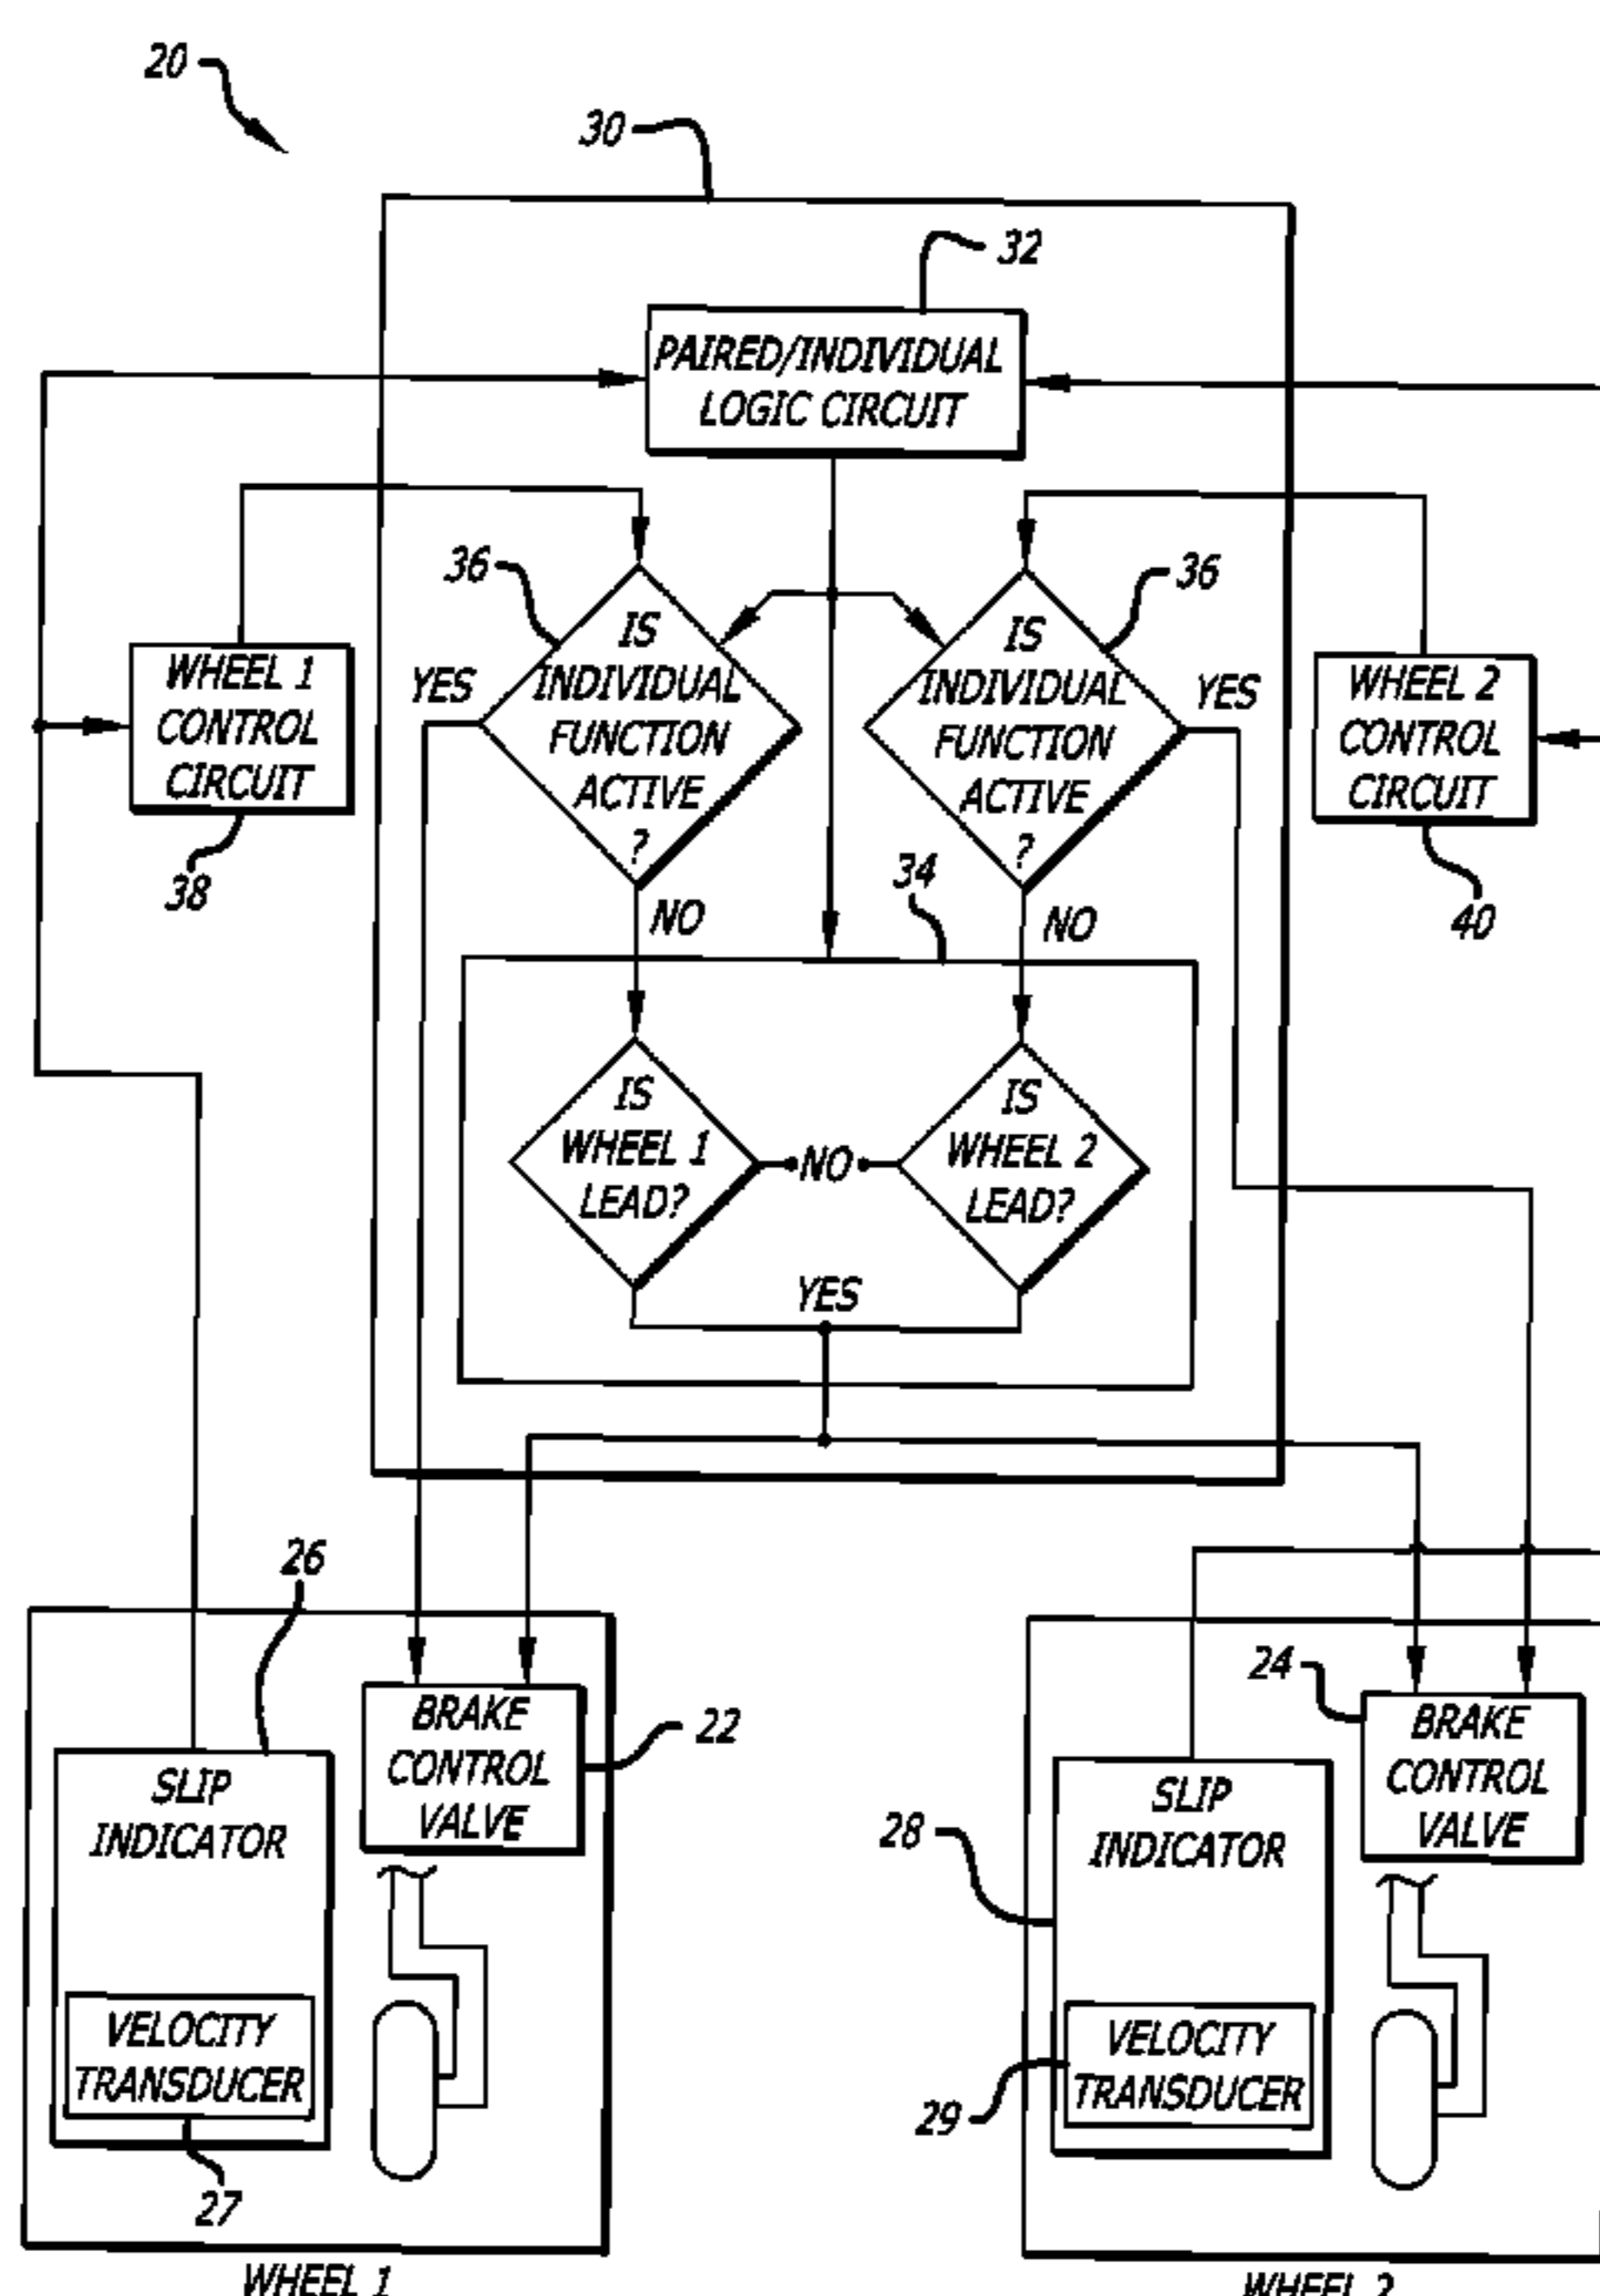 20
30
32
PAIRED/INDIVIDUAL
LOGIC CIRCUIT
36
36
IS
INDIVIDUAL
FUNCTION
ACTIVE
?
IS
INDIVIDUAL
FUNCTION
ACTIVE
?
YES
YES
WHEEL 1
CONTROL
CIRCUIT
38
WHEEL 2
CONTROL
CIRCUIT
40
NO
NO
34
IS
WHEEL 1
LEAD?
NO
IS
WHEEL 2
LEAD?
YES
26
22
BRAKE
CONTROL
VALVE
SLIP
INDICATOR
VELOCITY
TRANSDUCER
27
WHEEL 1
24
BRAKE
CONTROL
VALVE
28
SLIP
INDICATOR
VELOCITY
TRANSDUCER
29
WHEEL 2